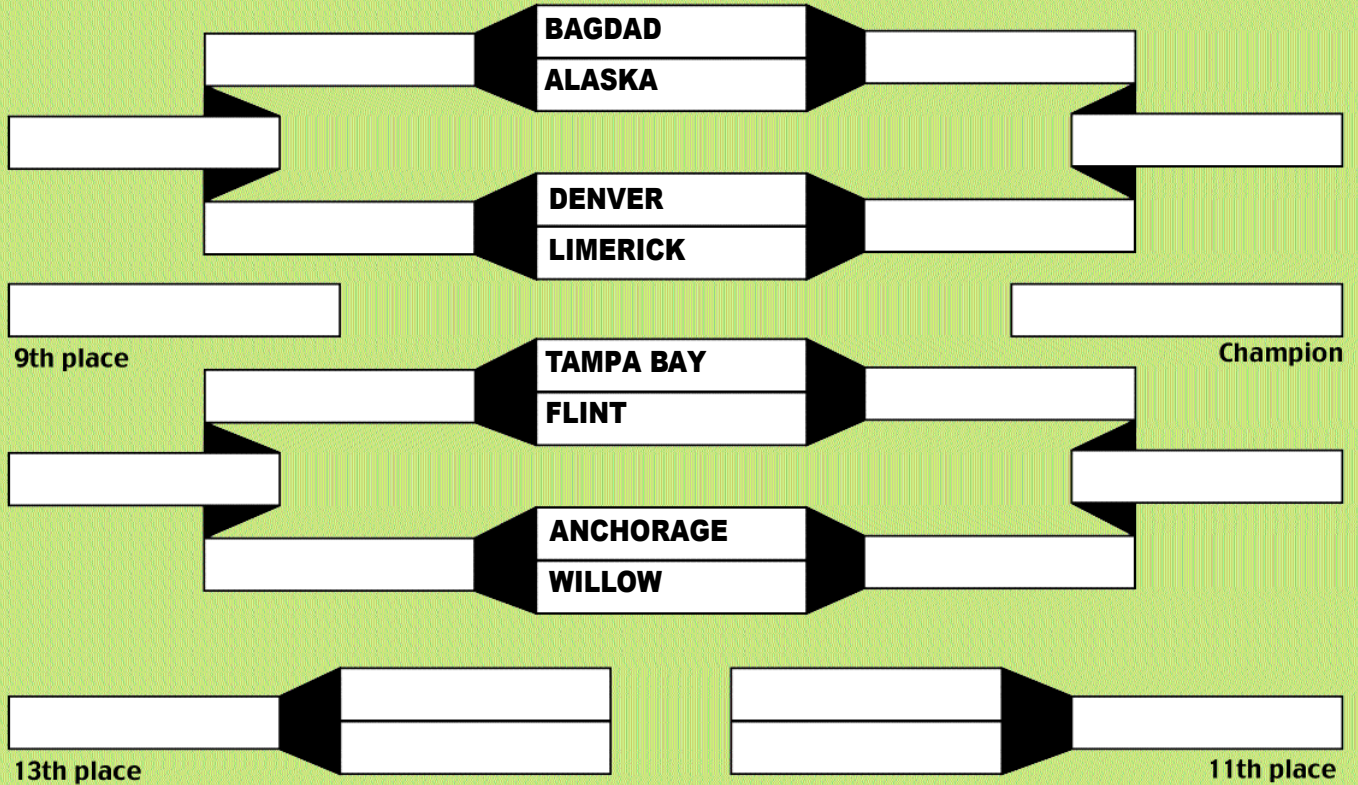 BAGDAD
ALASKA
DENVER
LIMERICK
9th place
Champion
TAMPA BAY
FLINT
ANCHORAGE
WILLOW
13th place
11th place